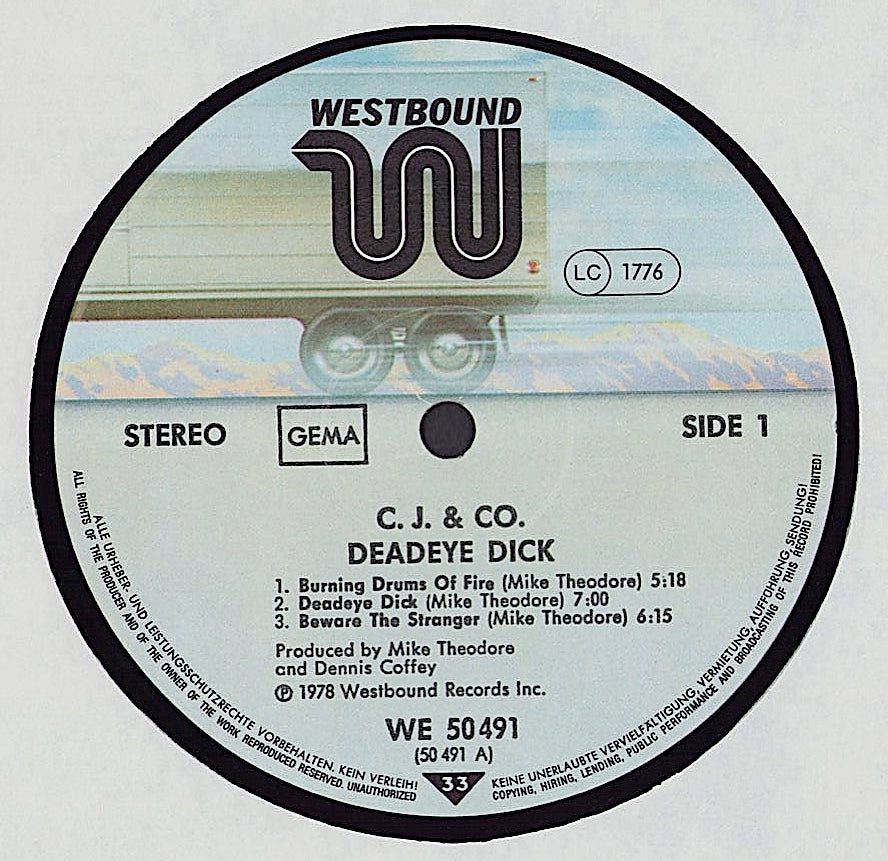 WESTBOUND
LC 1776
STEREO
GEMA
SIDE 1
C. J. & CO.
DEADEYE DICK
1. Burning Drums Of Fire (Mike Theodore) 5:18
2. Deadeye Dick (Mike Theodore) 7:00
3. Beware The Stranger (Mike Theodore) 6:15
Produced by Mike Theodore
and Dennis Coffey
℗ 1978 Westbound Records Inc.
WE 50 491
(50 491 A)
33
ALLE URHEBER- UND LEISTUNGSSCHUTZRECHTE VORBEHALTEN. KEIN VERLEIH! KEINE UNERLAUBTE VERVIELFÄLTIGUNG, VERMIETUNG, AUFFÜHRUNG, SENDUNG!
ALL RIGHTS OF THE PRODUCER AND OF THE OWNER OF THE WORK REPRODUCED RESERVED. UNAUTHORIZED COPYING, HIRING, LENDING, PUBLIC PERFORMANCE AND BROADCASTING OF THIS RECORD PROHIBITED!